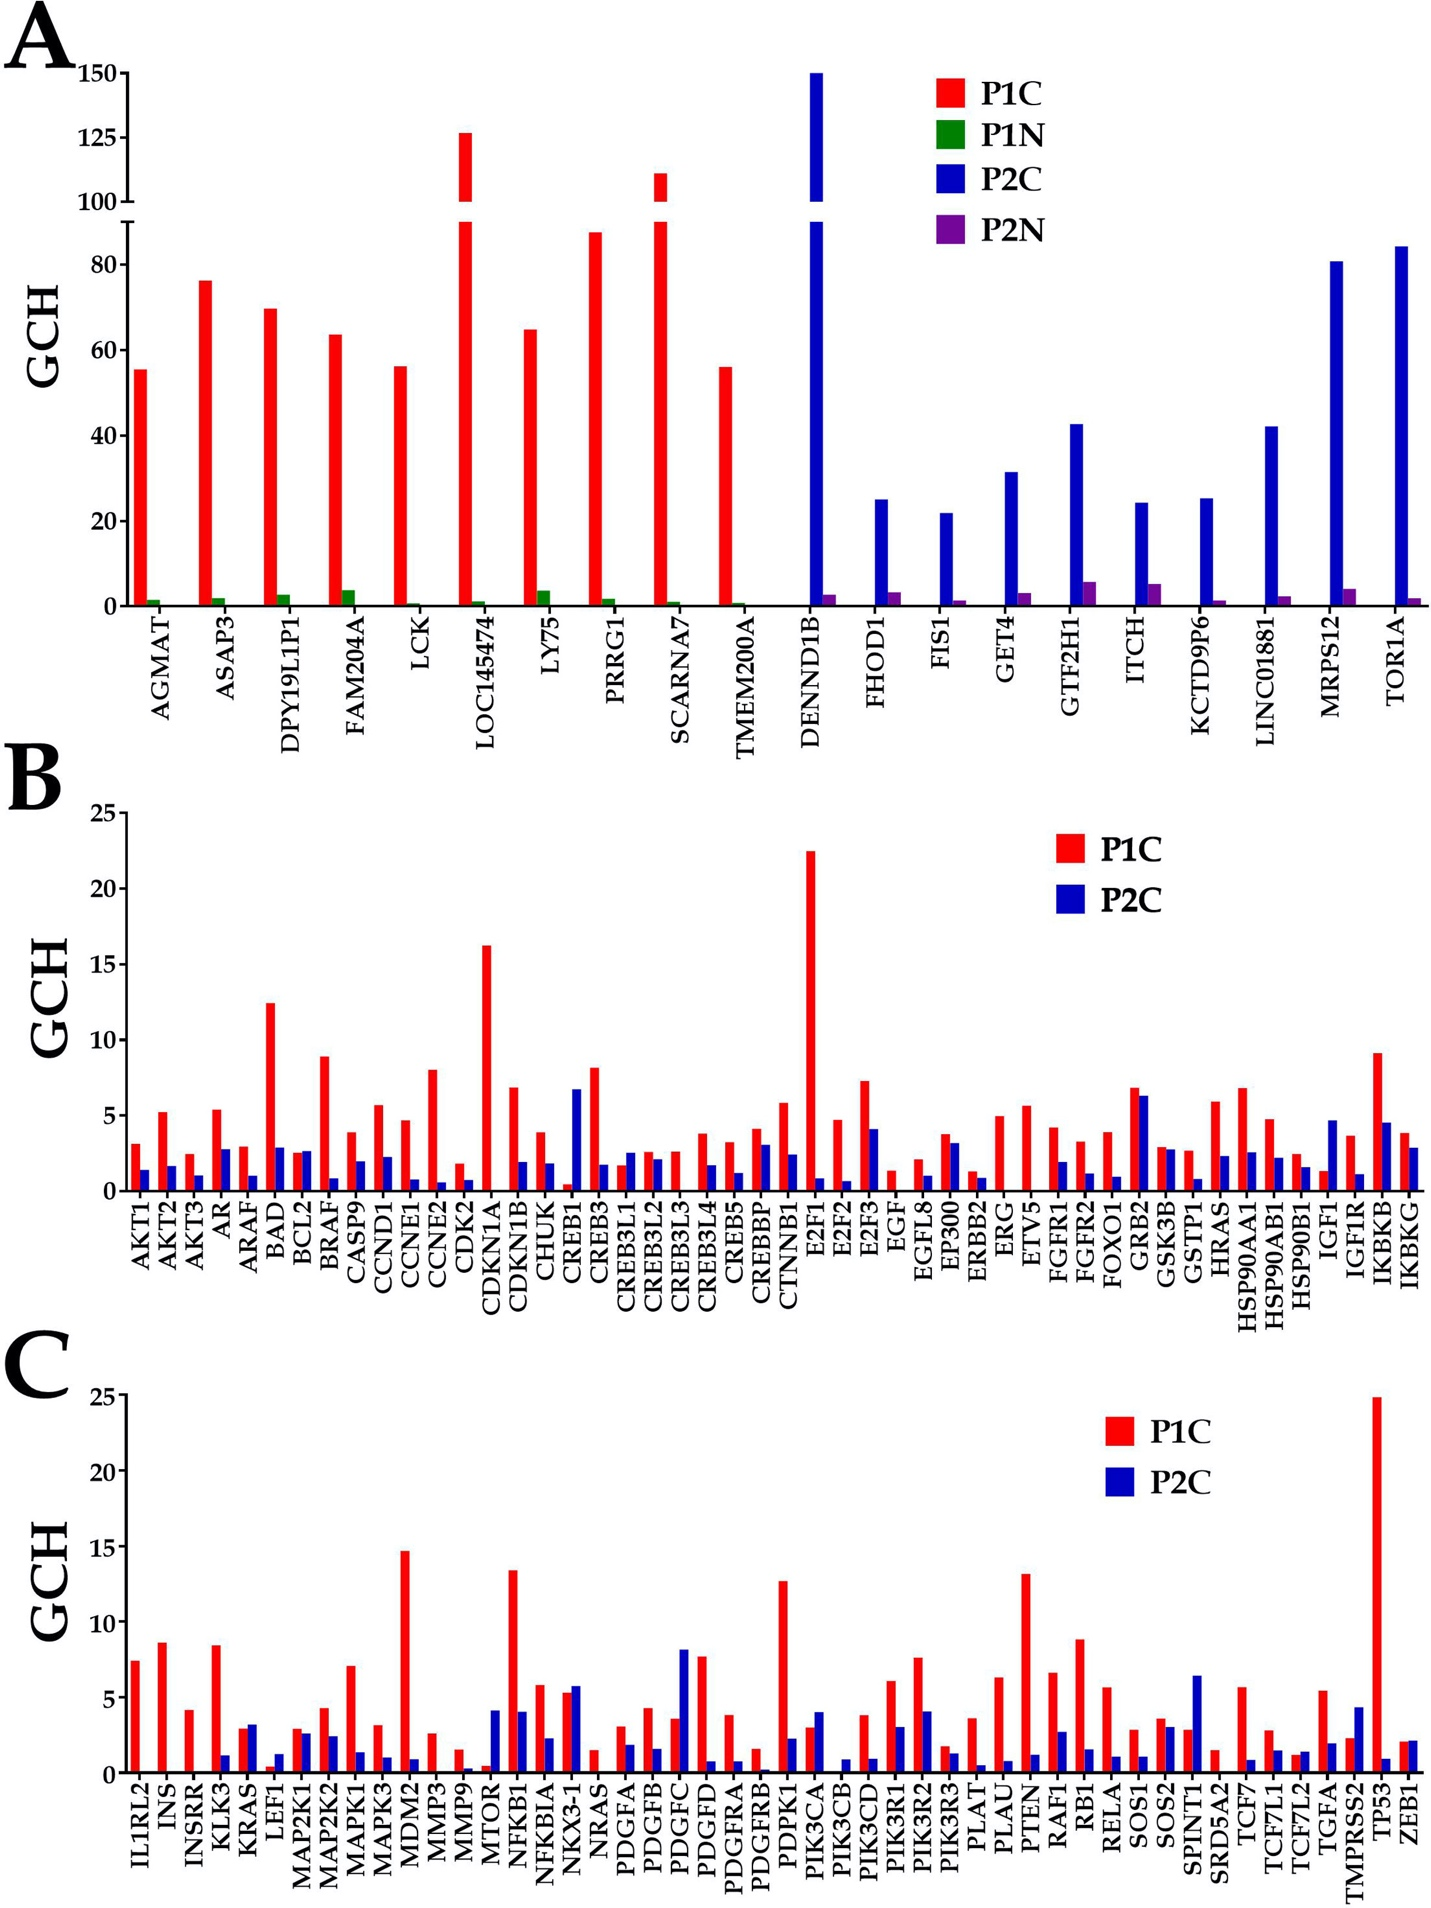 A
150
125
100
80
60
40
20
0
GCH
P1C
P1N
P2C
P2N
AGMAT
ASAP3
DPY19L1P1
FAM204A
LCK
LOC145474
LY75
PRRG1
SCARNA7
TMEM200A
DENND1B
FHOD1
FIS1
GET4
GTF2H1
ITCH
KCTD9P6
LINC01881
MRPS12
TOR1A
B
25
20
15
10
5
0
GCH
P1C
P2C
AKT1
AKT2
AKT3
AR
ARAF
BAD
BCL2
BRAF
CASP9
CCND1
CCNE1
CCNE2
CDK2
CDKN1A
CDKN1B
CHUK
CREB1
CREB3
CREB3L1
CREB3L2
CREB3L3
CREB3L4
CREB5
CREBBP
CTNNB1
E2F1
E2F2
E2F3
EGF
EGFL8
EP300
ERBB2
ERG
ETV5
FGFR1
FGFR2
FOXO1
GRB2
GSK3B
GSTP1
HRAS
HSP90AA1
HSP90AB1
HSP90B1
IGF1
IGF1R
IKBKB
IKBKG
C
25
20
15
10
5
0
GCH
P1C
P2C
IL1RL2
INS
INSRR
KLK3
KRAS
LEF1
MAP2K1
MAP2K2
MAPK1
MAPK3
MDM2
MMP3
MMP9
MTOR
NFKB1
NFKBIA
NKX3-1
NRAS
PDGFA
PDGFB
PDGFC
PDGFD
PDGFRA
PDGFRB
PDPK1
PIK3CA
PIK3CB
PIK3CD
PIK3R1
PIK3R2
PIK3R3
PLAT
PLAU
PTEN
RAF1
RB1
RELA
SOS1
SOS2
SPINT1
SRD5A2
TCF7
TCF7L1
TCF7L2
TGFA
TMPRSS2
TP53
ZEB1